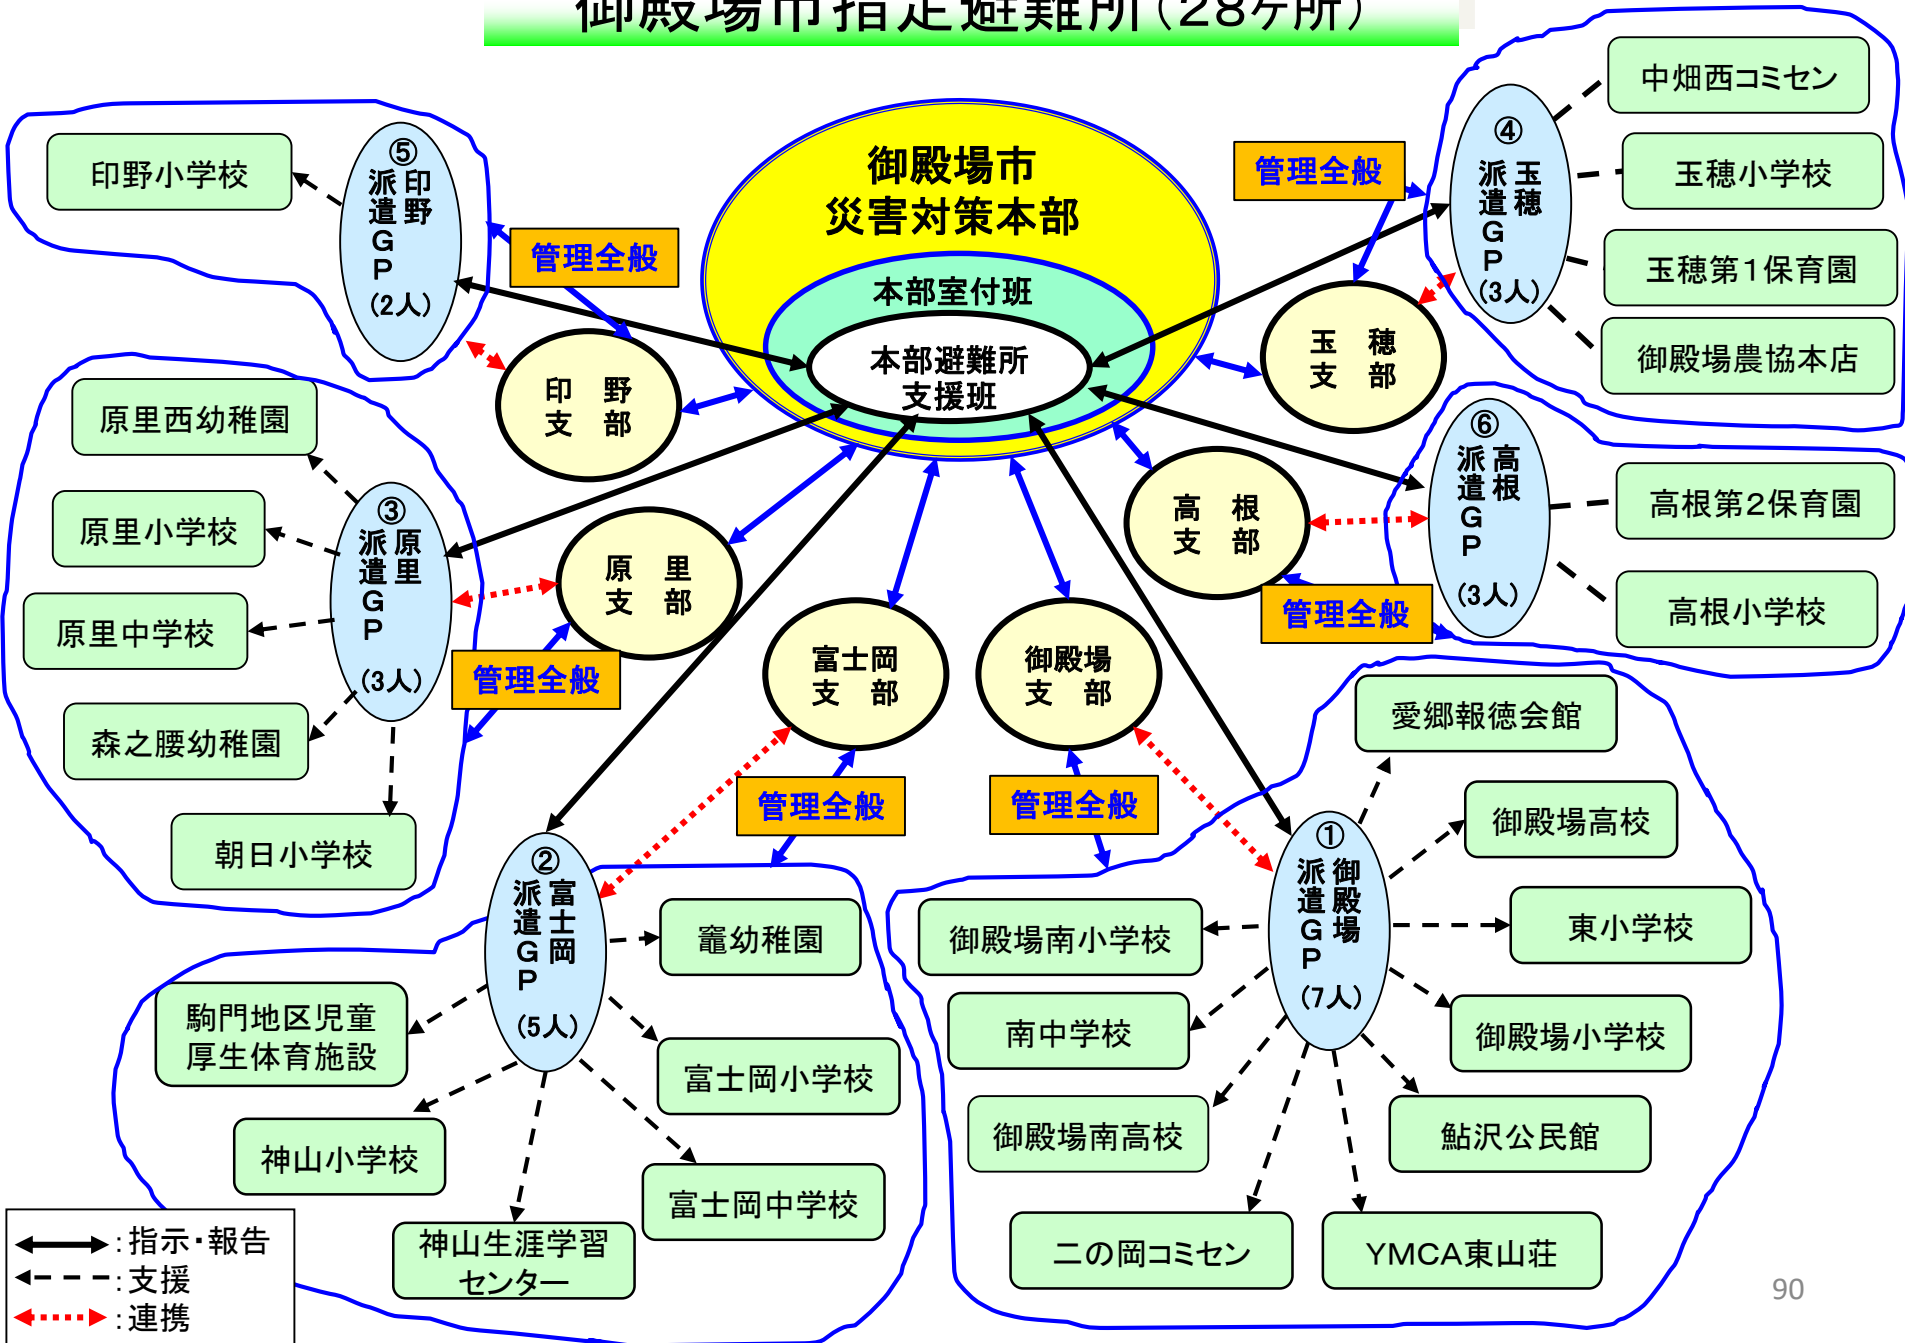 御殿場市指定避難所(28ヶ所)
御殿場市
災害対策本部
本部室付班
本部避難所
支援班
⑤
印野
派遣GP
(2人)
印野小学校
管理全般
印 野
支 部
④
玉穂
派遣GP
(3人)
中畑西コミセン
玉穂小学校
玉穂第1保育園
御殿場農協本店
管理全般
玉 穂
支 部
⑥
高根
派遣GP
(3人)
高根第2保育園
高根小学校
管理全般
高 根
支 部
③
原里
派遣GP
(3人)
原里西幼稚園
原里小学校
原里中学校
森之腰幼稚園
朝日小学校
管理全般
原 里
支 部
富士岡
支 部
管理全般
②
富士岡
派遣GP
(5人)
竈幼稚園
駒門地区児童
厚生体育施設
富士岡小学校
神山小学校
富士岡中学校
神山生涯学習
センター
御殿場
支 部
管理全般
①
御殿場
派遣GP
(7人)
愛郷報徳会館
御殿場高校
東小学校
御殿場南小学校
南中学校
御殿場小学校
御殿場南高校
鮎沢公民館
二の岡コミセン
YMCA東山荘
:指示・報告
:支援
:連携
90